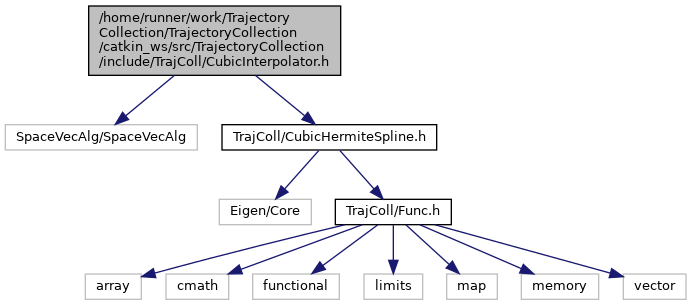 /home/runner/work/Trajectory
Collection/TrajectoryCollection
/catkin_ws/src/TrajectoryCollection
/include/TrajColl/CubicInterpolator.h
SpaceVecAlg/SpaceVecAlg
TrajColl/CubicHermiteSpline.h
Eigen/Core
TrajColl/Func.h
array
cmath
functional
limits
map
memory
vector